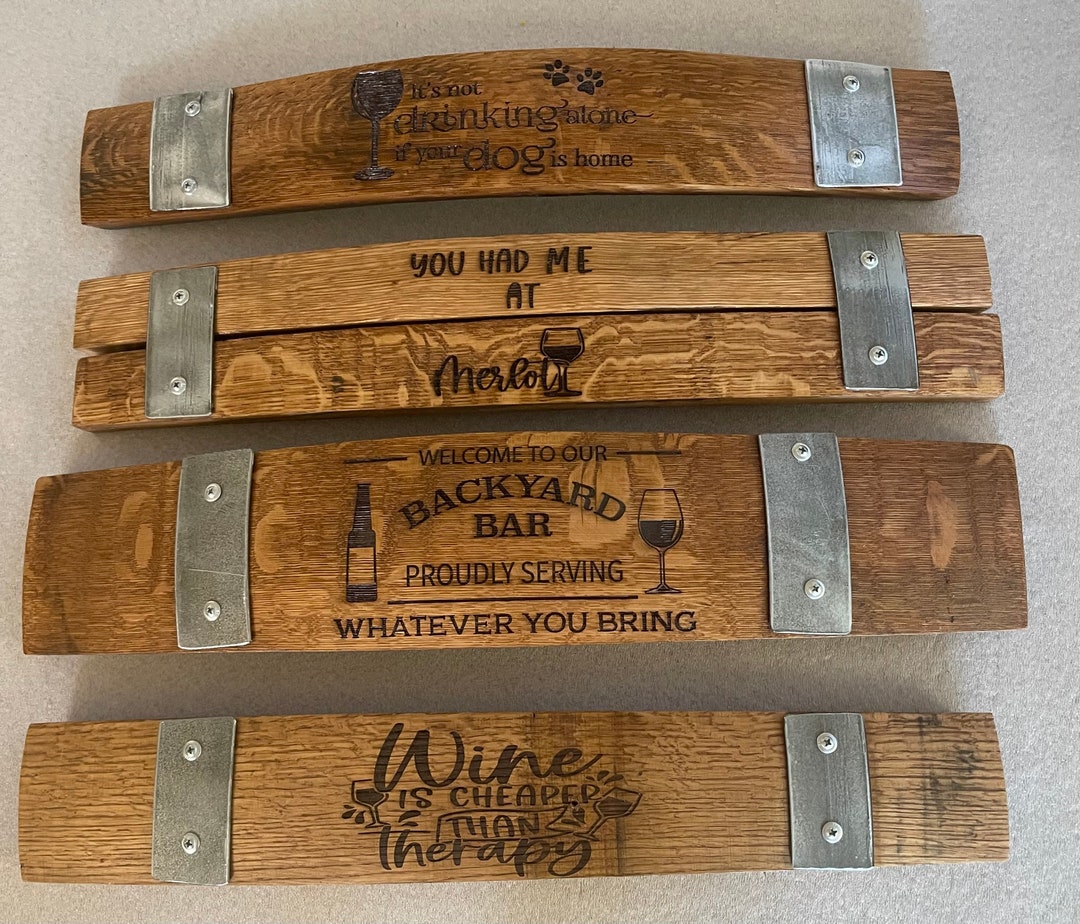 It's not
drinking alone
if your dog is home
YOU HAD ME
AT
Merlot
WELCOME TO OUR
BACKYARD
BAR
PROUDLY SERVING
WHATEVER YOU BRING
Wine
IS CHEAPER
THAN
Therapy